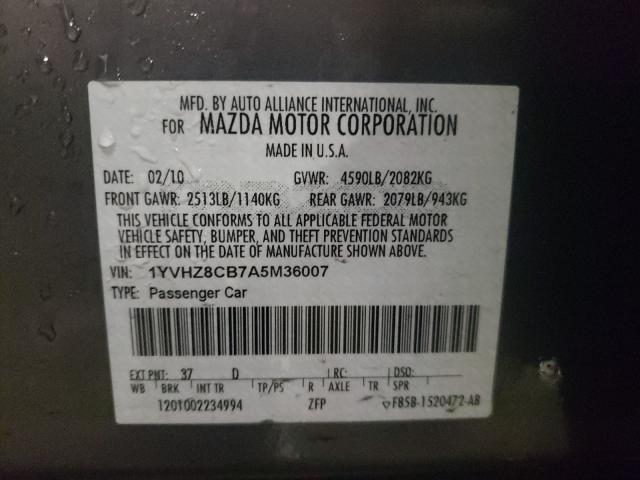 MFD. BY AUTO ALLIANCE INTERNATIONAL, INC.
FOR MAZDA MOTOR CORPORATION
MADE IN U.S.A.
DATE: 02/10 GVWR: 4590LB/2082KG
FRONT GAWR: 2513LB/1140KG REAR GAWR: 2079LB/943KG
THIS VEHICLE CONFORMS TO ALL APPLICABLE FEDERAL MOTOR
VEHICLE SAFETY, BUMPER, AND THEFT PREVENTION STANDARDS
IN EFFECT ON THE DATE OF MANUFACTURE SHOWN ABOVE.
VIN: 1YVHZ8CB7A5M36007
TYPE: Passenger Car
EXT PNT: 37 D RC: DSO:
WB BRK INT TR TP/PS R AXLE TR SPR
120T002234994 ZFP F85B-1520472-AB